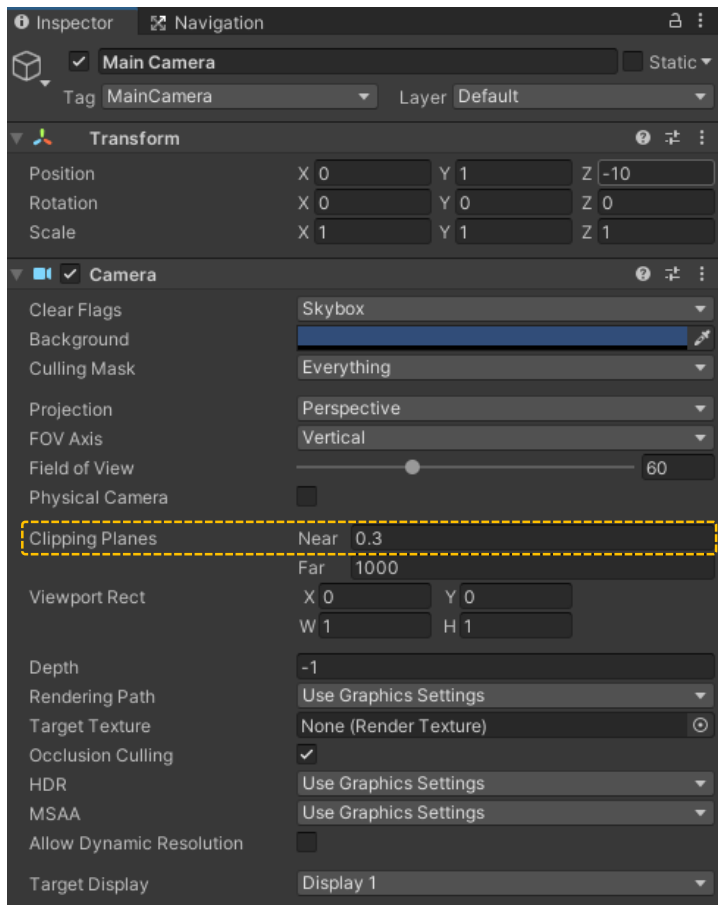 Inspector Navigation
Main Camera Static
Tag MainCamera Layer Default
Transform
Position X 0 Y 1 Z -10
Rotation X 0 Y 0 Z 0
Scale X 1 Y 1 Z 1
Camera
Clear Flags Skybox
Background
Culling Mask Everything
Projection Perspective
FOV Axis Vertical
Field of View 60
Physical Camera
Clipping Planes Near 0.3
Far 1000
Viewport Rect X 0 Y 0
W 1 H 1
Depth -1
Rendering Path Use Graphics Settings
Target Texture None (Render Texture)
Occlusion Culling
HDR Use Graphics Settings
MSAA Use Graphics Settings
Allow Dynamic Resolution
Target Display Display 1